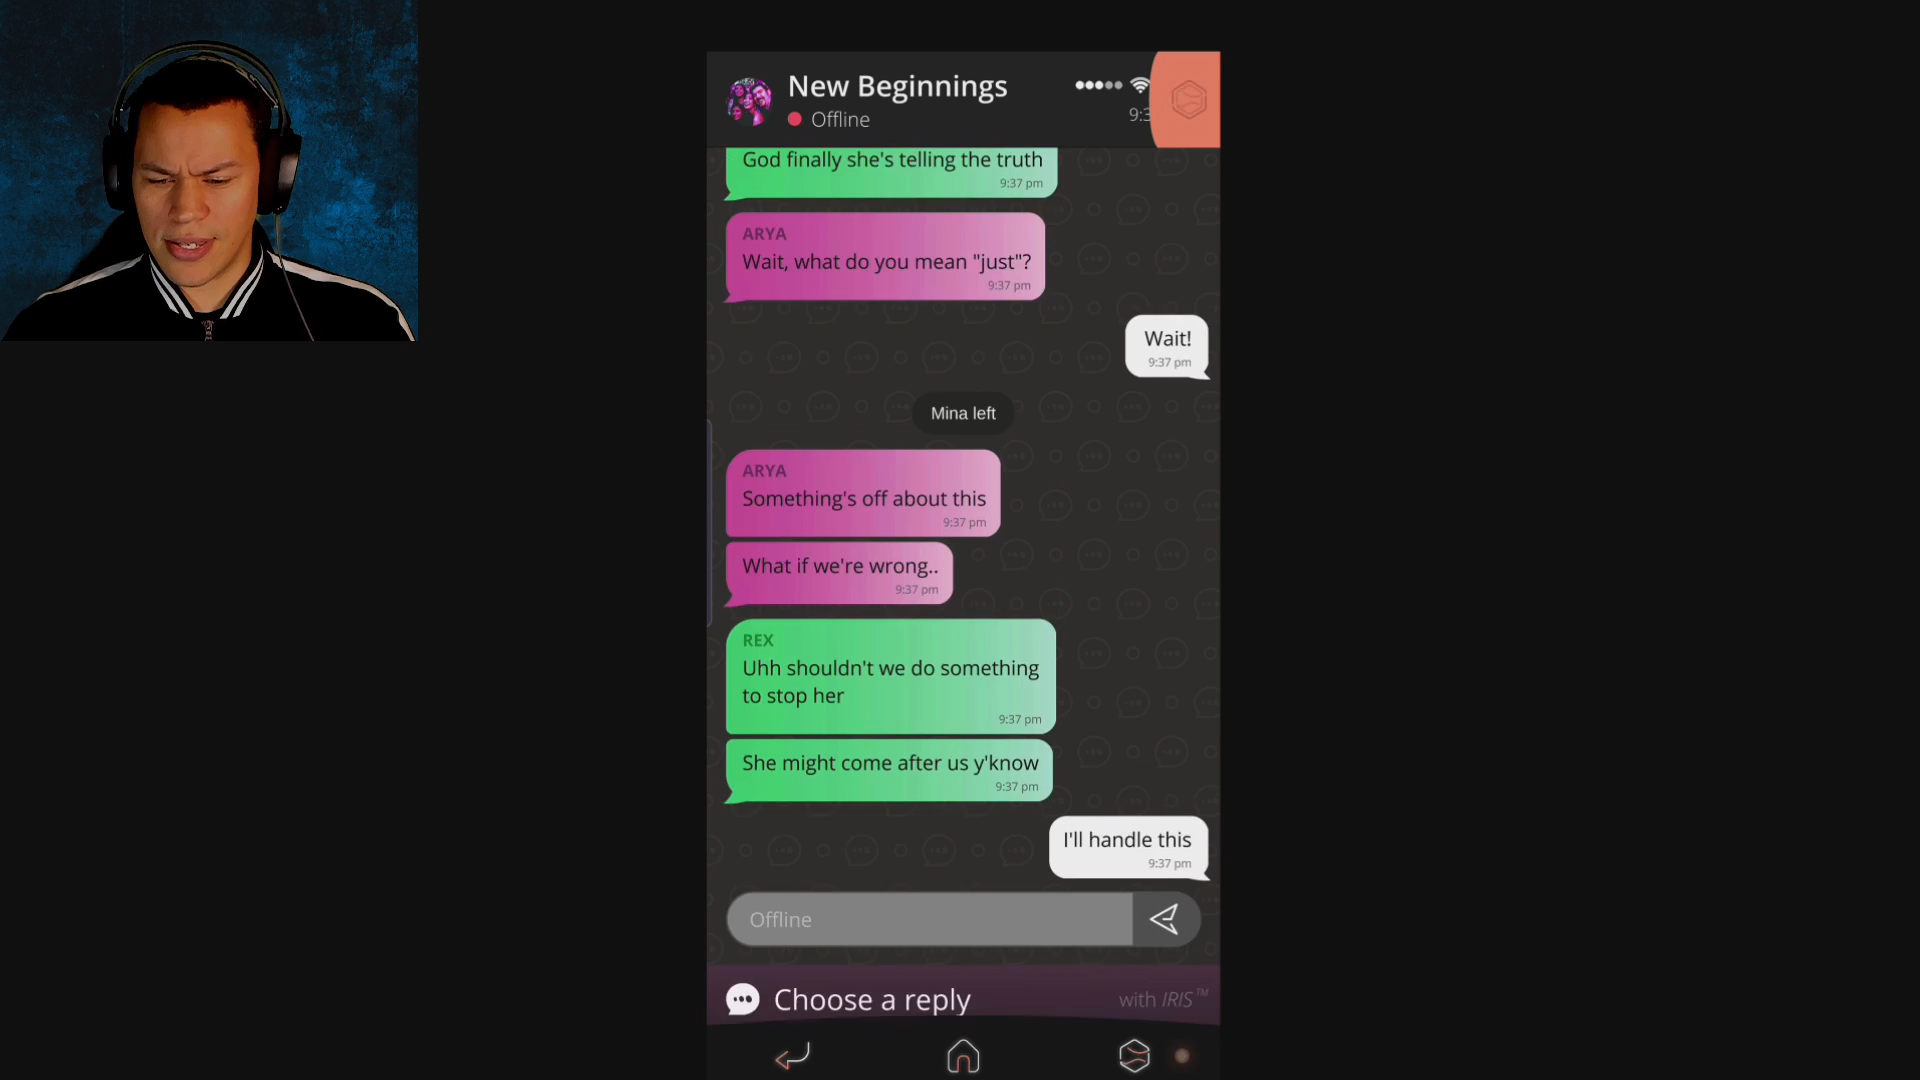 New Beginnings
Offline
God finally she's telling the truth
9:37 pm
ARYA
Wait, what do you mean "just"?
9:37 pm
Wait!
9:37 pm
Mina left
ARYA
Something's off about this
9:37 pm
What if we're wrong..
9:37 pm
REX
Uhh shouldn't we do something
to stop her
9:37 pm
She might come after us y'know
9:37 pm
I'll handle this
9:37 pm
Offline
Choose a reply
with IRIS™